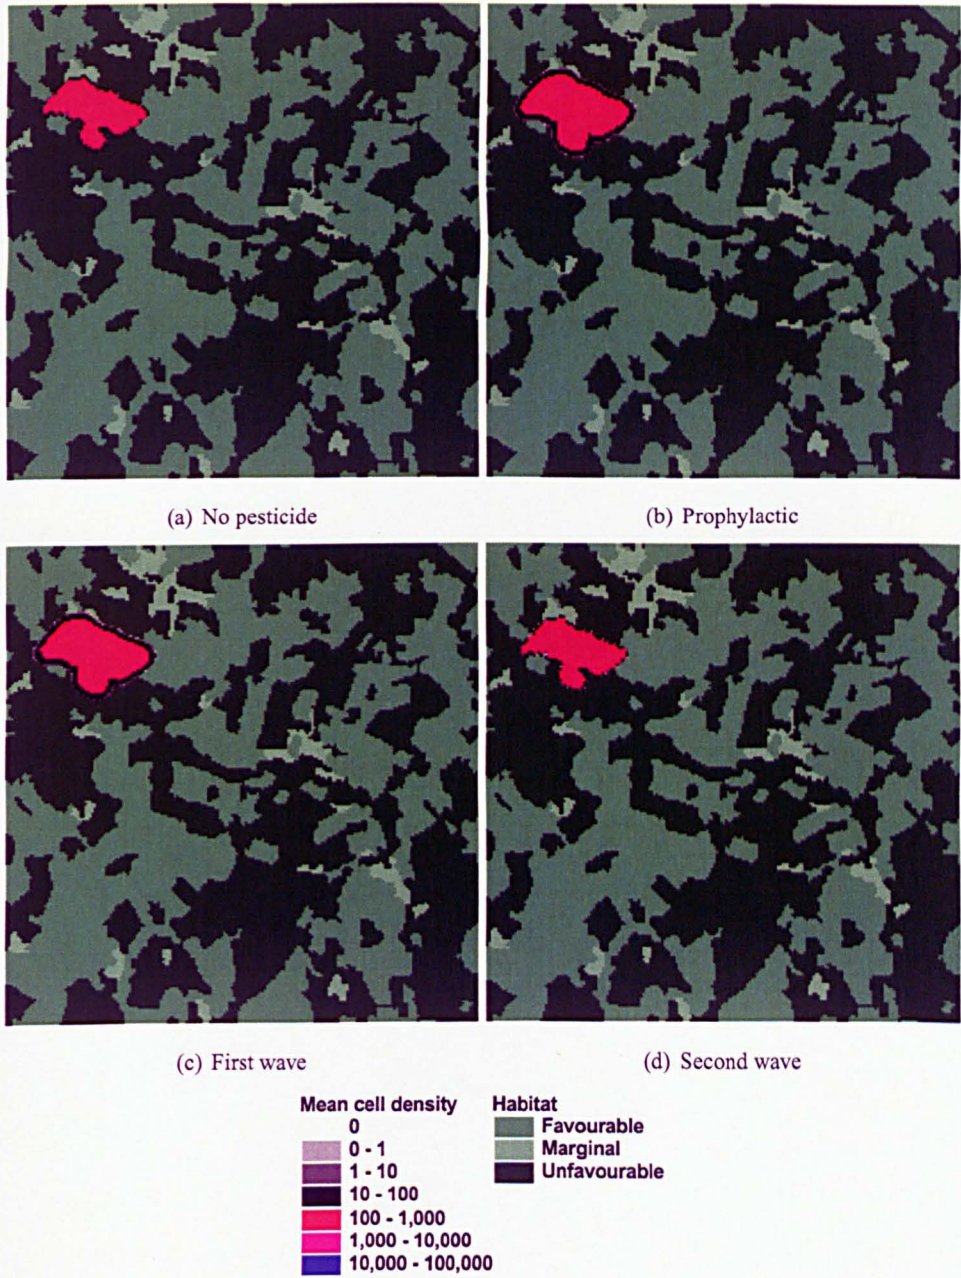 (a) No pesticide
(b) Prophylactic
(c) First wave
(d) Second wave
Mean cell density
0
0 - 1
1 - 10
10 - 100
100 - 1,000
1,000 - 10,000
10,000 - 100,000
Habitat
Favourable
Marginal
Unfavourable